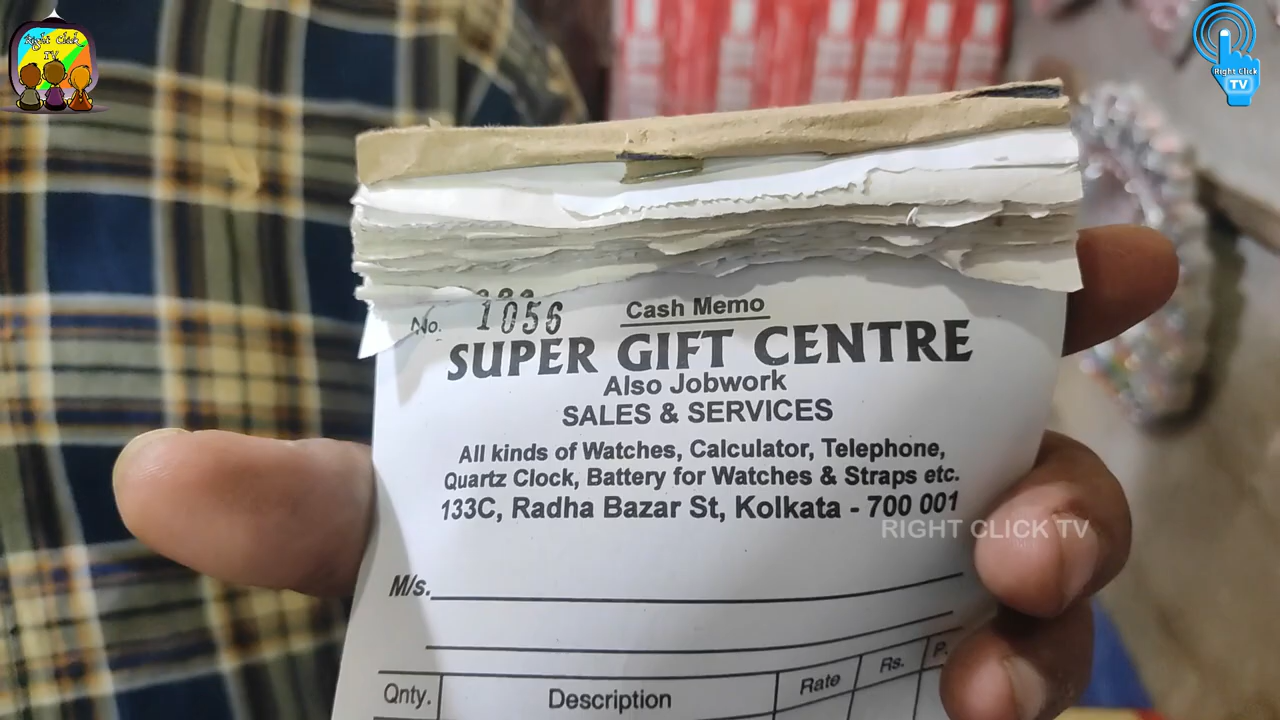 Right Click
TV
Right Click
TV
No. 1056 Cash Memo
SUPER GIFT CENTRE
Also Jobwork
SALES & SERVICES
All kinds of Watches, Calculator, Telephone,
Quartz Clock, Battery for Watches & Straps etc.
133C, Radha Bazar St, Kolkata - 700 001
RIGHT CLICK TV
M/s.
Qnty. Description Rate Rs. P.